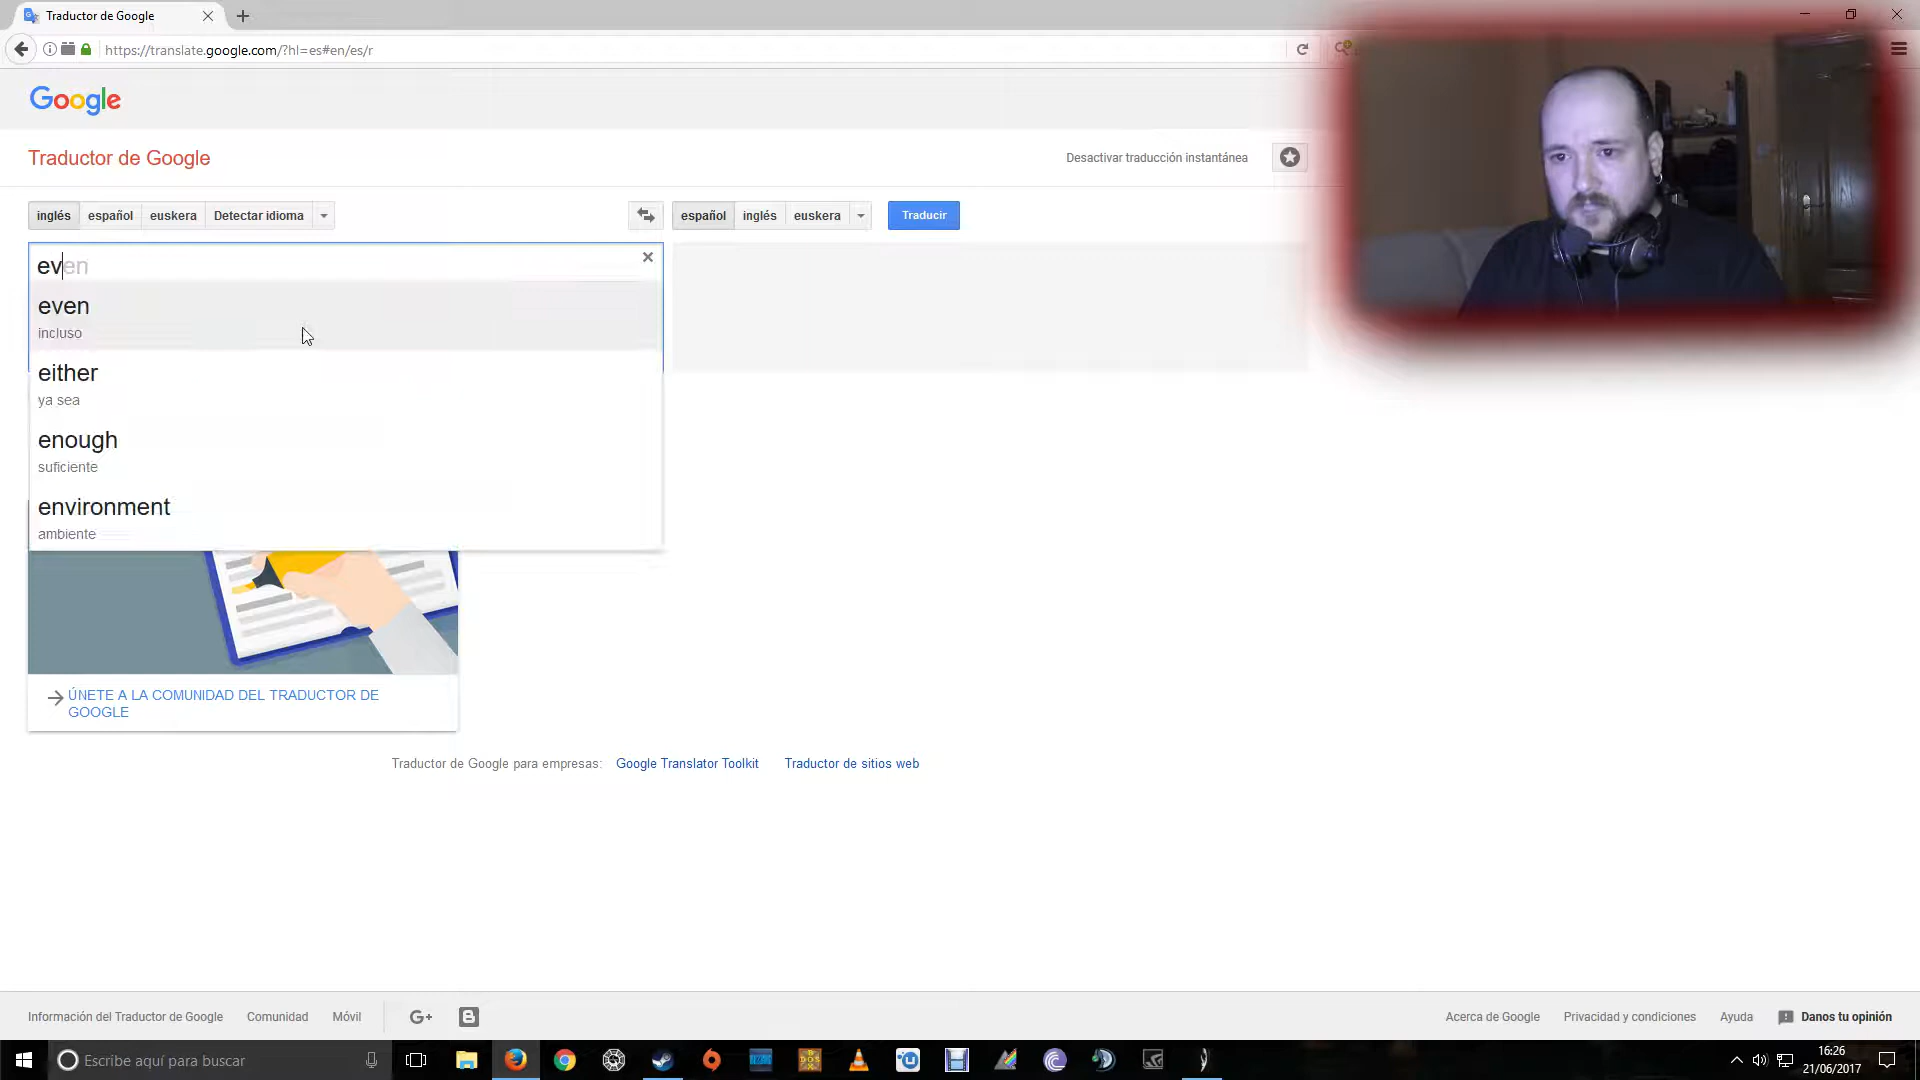 Traductor de Google
https://translate.google.com/?hl=es#en/es/r
Google
Traductor de Google
Desactivar traducción instantánea
inglés español euskera Detectar idioma
español inglés euskera Traducir
even
even
incluso
either
ya sea
enough
suficiente
environment
ambiente
ÚNETE A LA COMUNIDAD DEL TRADUCTOR DE
GOOGLE
Traductor de Google para empresas: Google Translator Toolkit Traductor de sitios web
Información del Traductor de Google Comunidad Móvil G+
Acerca de Google Privacidad y condiciones Ayuda Danos tu opinión
Escribe aquí para buscar
16:26
21/06/2017